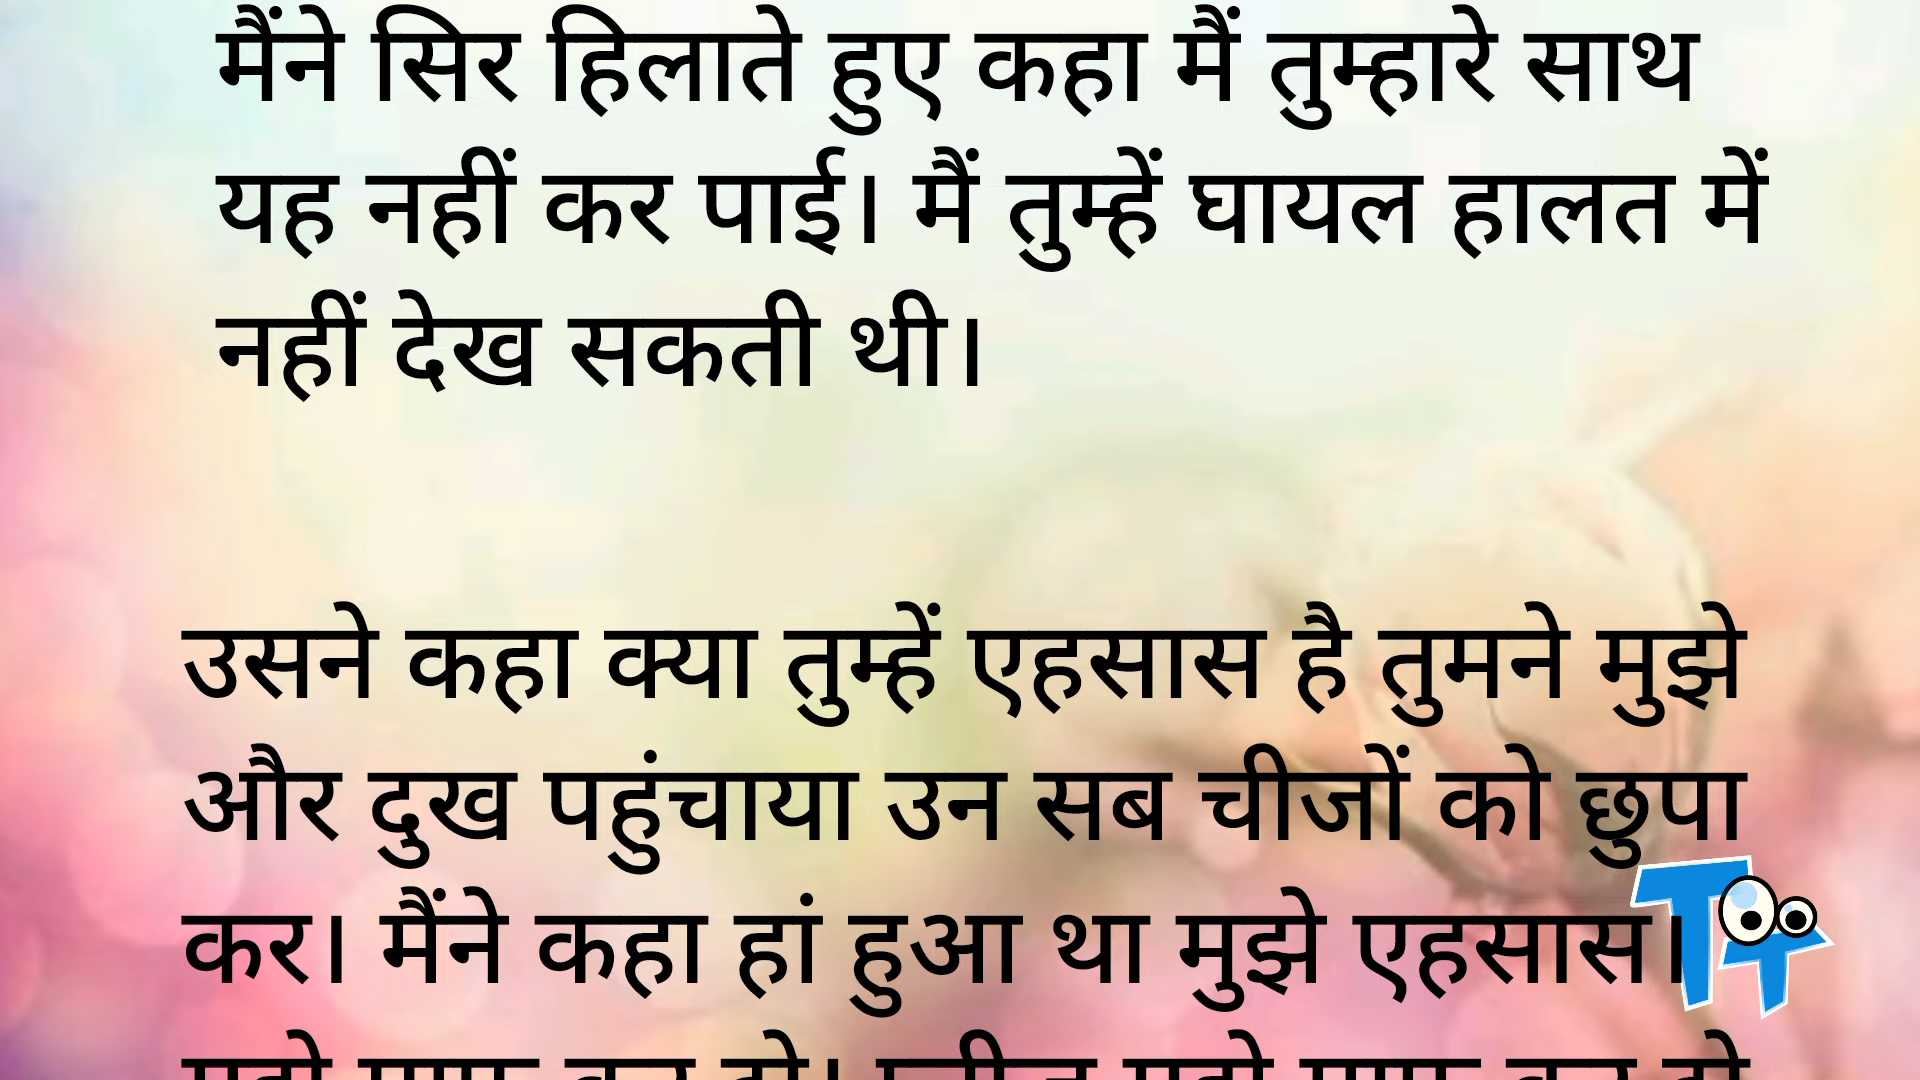 मैंने सिर हिलाते हुए कहा मैं तुम्हारे साथ
यह नहीं कर पाई। मैं तुम्हें घायल हालत में
नहीं देख सकती थी।
उसने कहा क्या तुम्हें एहसास है तुमने मुझे
और दुख पहुंचाया उन सब चीजों को छुपा
कर। मैंने कहा हां हुआ था मुझे एहसास।
TY